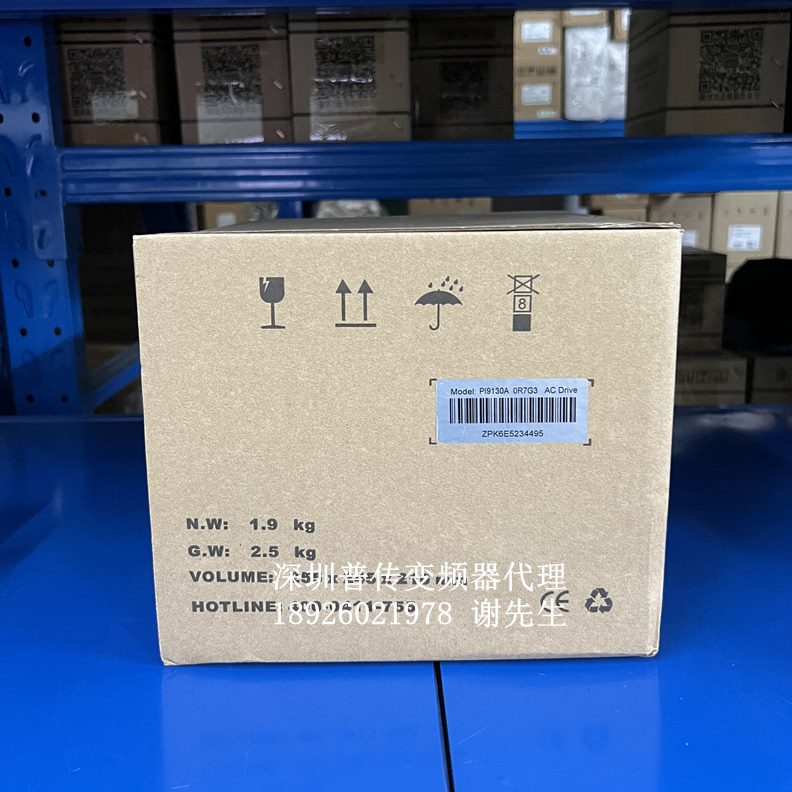 8
Model: PI9130A 0R7G3 AC Drive
ZPK6E5234495
N.W: 1.9 kg
G.W: 2.5 kg
VOLUME:
深圳普传变频器代理
HOTLINE:
18926021978 谢先生
CE